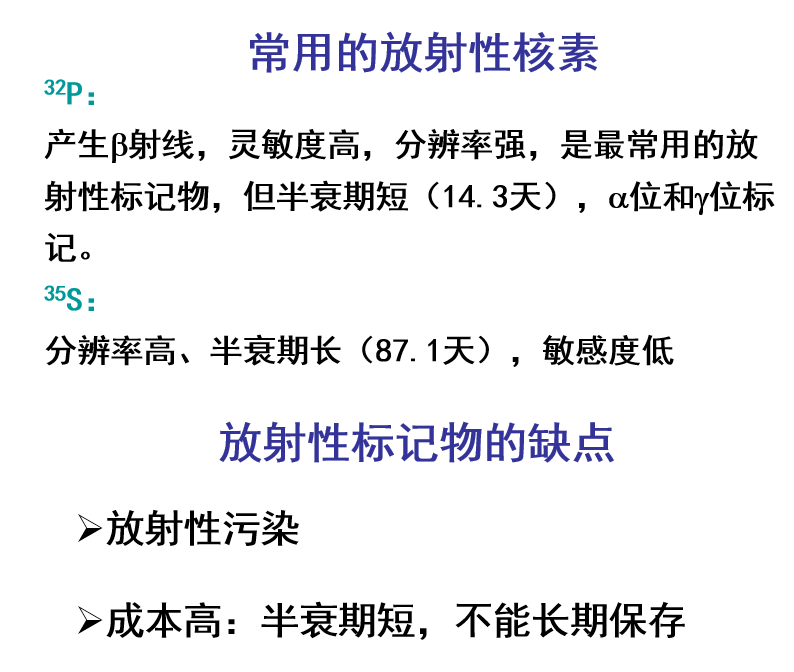 常用的放射性核素
³²P：
产生β射线，灵敏度高，分辨率强，是最常用的放
射性标记物，但半衰期短（14.3天），α位和γ位标
记。
³⁵S：
分辨率高、半衰期长（87.1天），敏感度低
放射性标记物的缺点
➢放射性污染
➢成本高：半衰期短，不能长期保存